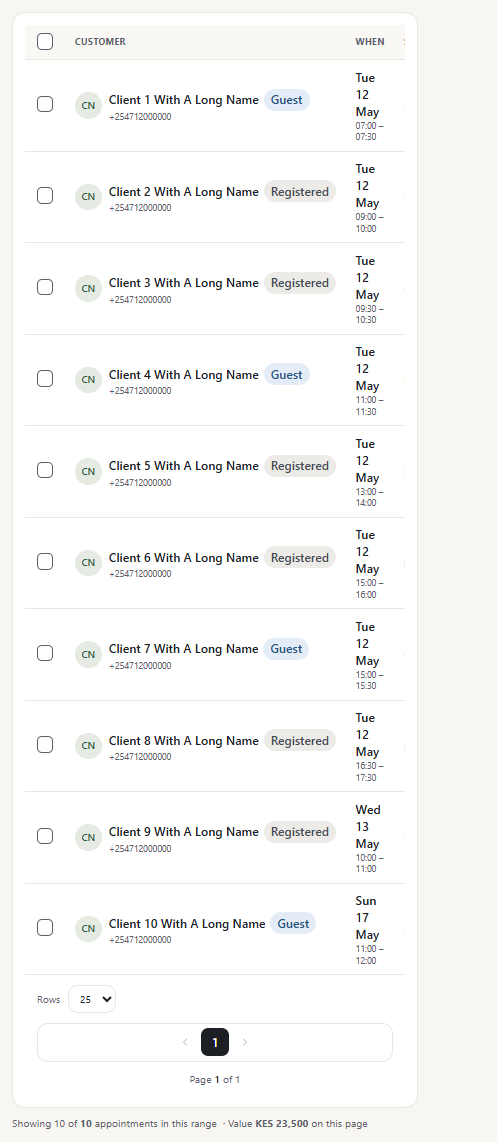 CUSTOMER WHEN
CN Client 1 With A Long Name Guest
+254712000000
Tue
12
May
07:00 –
07:30
CN Client 2 With A Long Name Registered
+254712000000
Tue
12
May
09:00 –
10:00
CN Client 3 With A Long Name Registered
+254712000000
Tue
12
May
09:30 –
10:30
CN Client 4 With A Long Name Guest
+254712000000
Tue
12
May
11:00 –
11:30
CN Client 5 With A Long Name Registered
+254712000000
Tue
12
May
13:00 –
14:00
CN Client 6 With A Long Name Registered
+254712000000
Tue
12
May
15:00 –
16:00
CN Client 7 With A Long Name Guest
+254712000000
Tue
12
May
15:00 –
15:30
CN Client 8 With A Long Name Registered
+254712000000
Tue
12
May
16:30 –
17:30
CN Client 9 With A Long Name Registered
+254712000000
Wed
13
May
10:00 –
11:00
CN Client 10 With A Long Name Guest
+254712000000
Sun
17
May
11:00 –
12:00
Rows 25
‹ 1 ›
Page 1 of 1
Showing 10 of 10 appointments in this range · Value KES 23,500 on this page